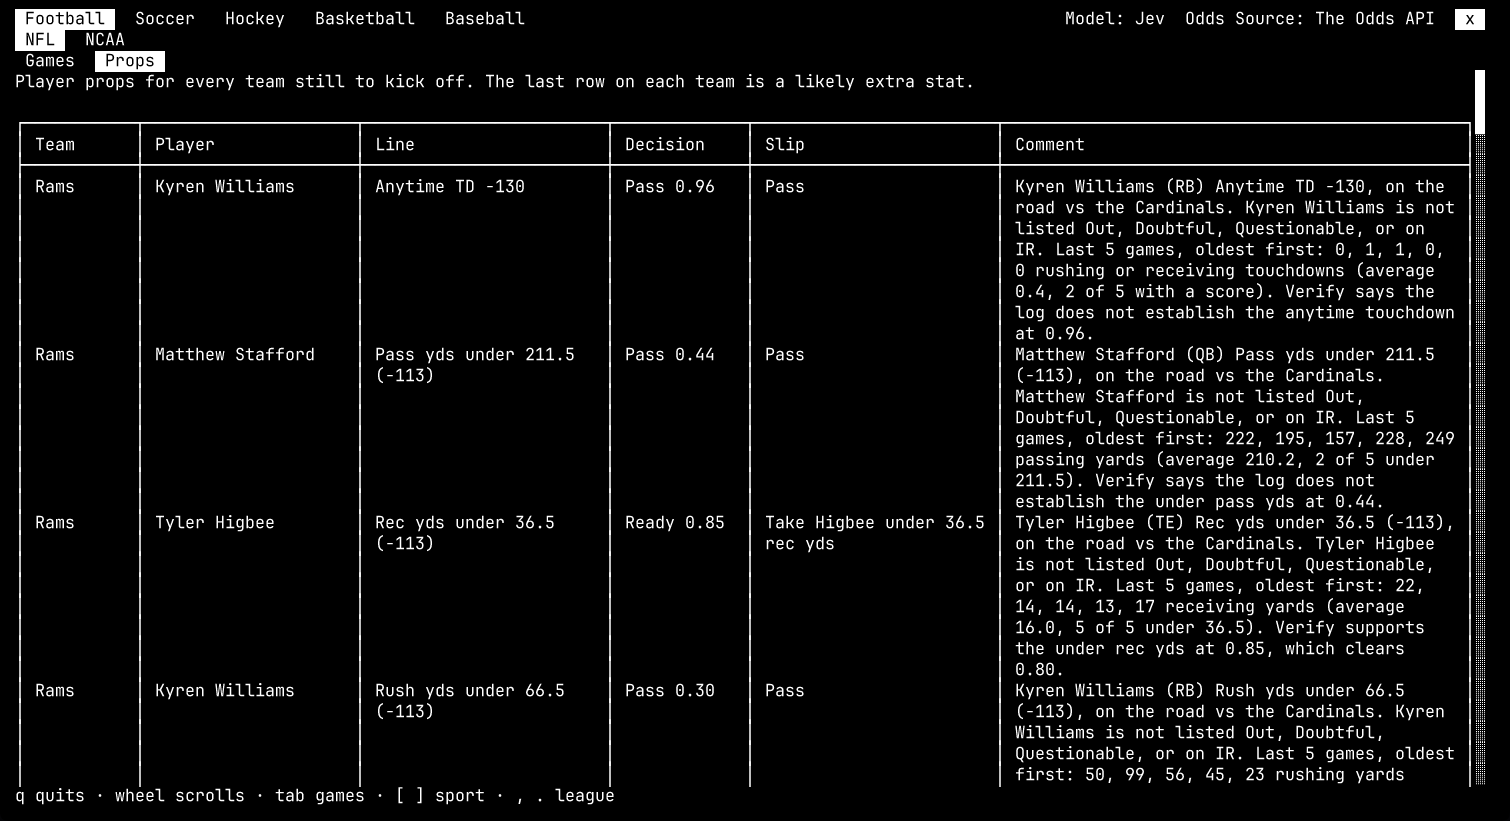 Football Soccer Hockey Basketball Baseball Model: Jev Odds Source: The Odds API x
NFL NCAA
Games Props
Player props for every team still to kick off. The last row on each team is a likely extra stat.
Team Player Line Decision Slip Comment
Rams Kyren Williams Anytime TD -130 Pass 0.96 Pass Kyren Williams (RB) Anytime TD -130, on the
road vs the Cardinals. Kyren Williams is not
listed Out, Doubtful, Questionable, or on
IR. Last 5 games, oldest first: 0, 1, 1, 0,
0 rushing or receiving touchdowns (average
0.4, 2 of 5 with a score). Verify says the
log does not establish the anytime touchdown
at 0.96.
Rams Matthew Stafford Pass yds under 211.5 Pass 0.44 Pass Matthew Stafford (QB) Pass yds under 211.5
(-113) (-113), on the road vs the Cardinals.
Matthew Stafford is not listed Out,
Doubtful, Questionable, or on IR. Last 5
games, oldest first: 222, 195, 157, 228, 249
passing yards (average 210.2, 2 of 5 under
211.5). Verify says the log does not
establish the under pass yds at 0.44.
Rams Tyler Higbee Rec yds under 36.5 Ready 0.85 Take Higbee under 36.5 Tyler Higbee (TE) Rec yds under 36.5 (-113),
(-113) rec yds on the road vs the Cardinals. Tyler Higbee
is not listed Out, Doubtful, Questionable,
or on IR. Last 5 games, oldest first: 22,
14, 14, 13, 17 receiving yards (average
16.0, 5 of 5 under 36.5). Verify supports
the under rec yds at 0.85, which clears
0.80.
Rams Kyren Williams Rush yds under 66.5 Pass 0.30 Pass Kyren Williams (RB) Rush yds under 66.5
(-113) (-113), on the road vs the Cardinals. Kyren
Williams is not listed Out, Doubtful,
Questionable, or on IR. Last 5 games, oldest
first: 50, 99, 56, 45, 23 rushing yards
q quits · wheel scrolls · tab games · [ ] sport · , . league